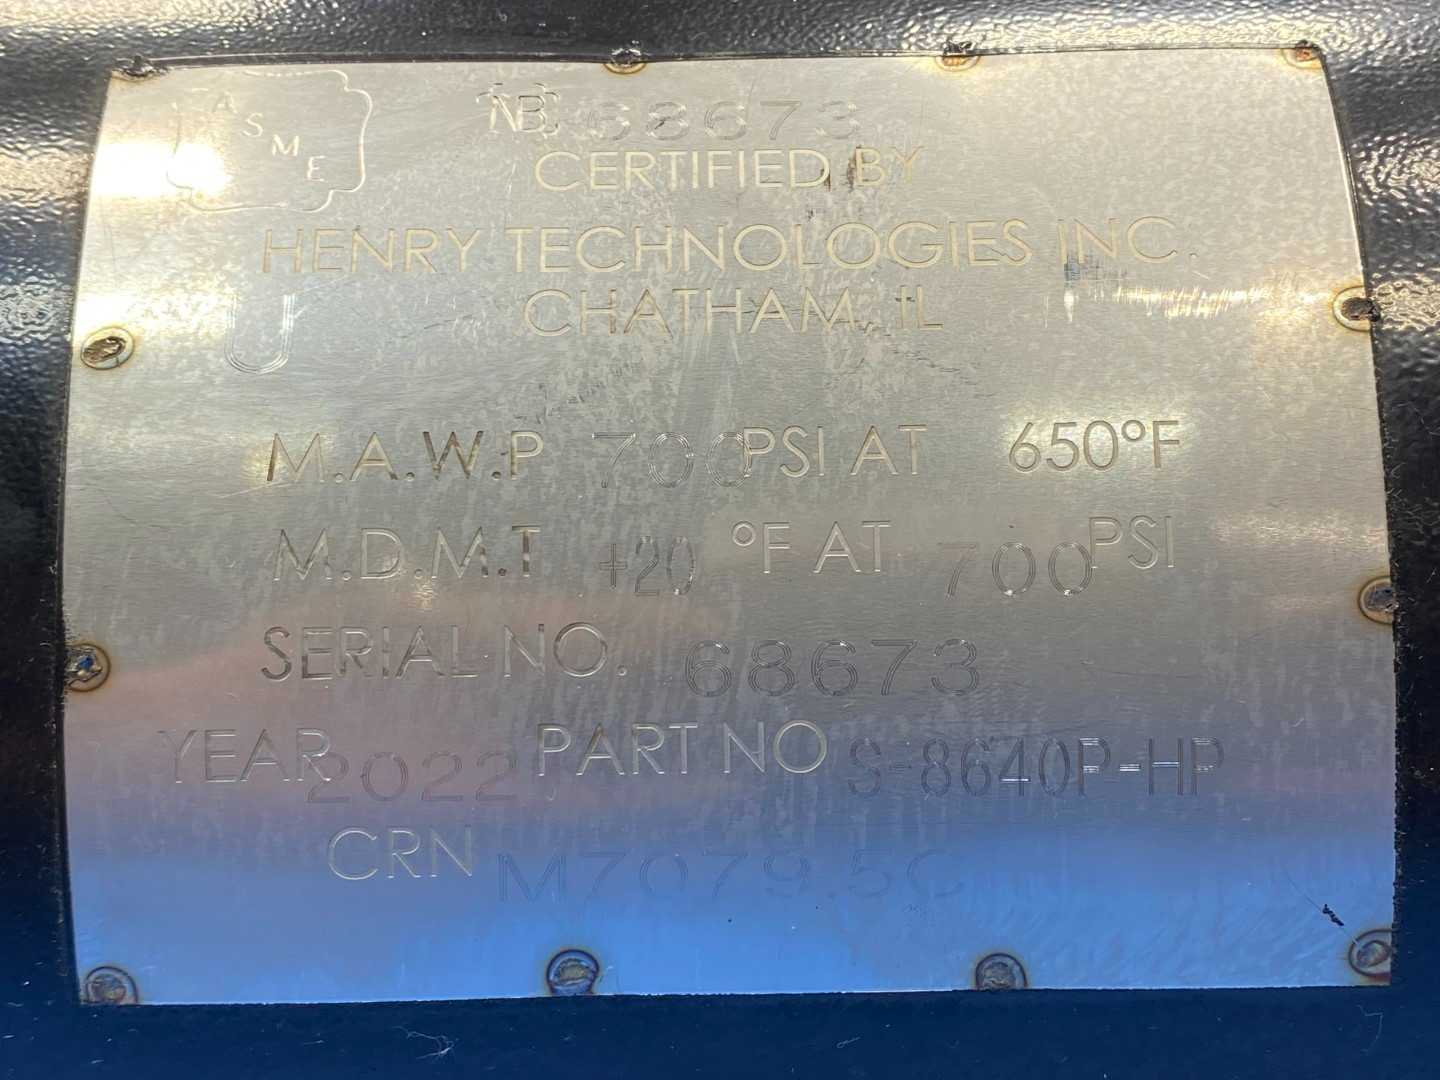 ASME NB 68673
CERTIFIED BY
HENRY TECHNOLOGIES INC.
CHATHAM, IL
U
M.A.W.P 700 PSI AT 650°F
M.D.M.T +20 °F AT 700 PSI
SERIAL NO. 68673
YEAR 2022 PART NO S-8640P-HP
CRN M7079.5C